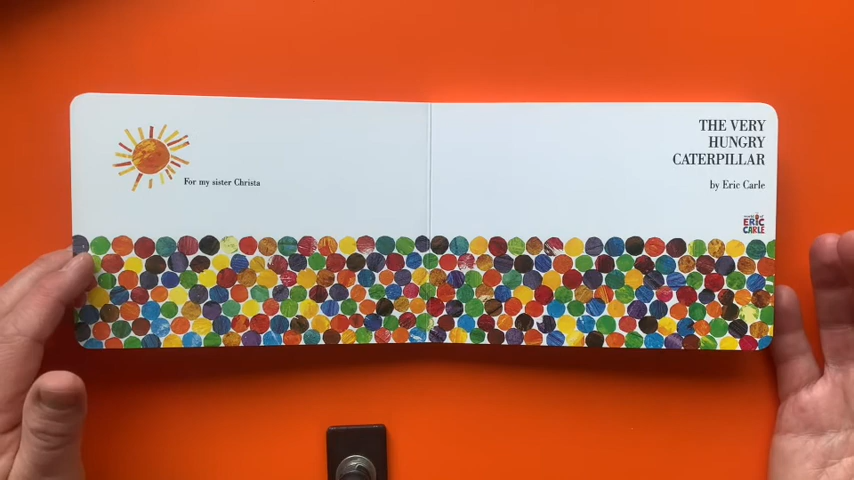 For my sister Christa
THE VERY
HUNGRY
CATERPILLAR
by Eric Carle
ERIC
CARLE